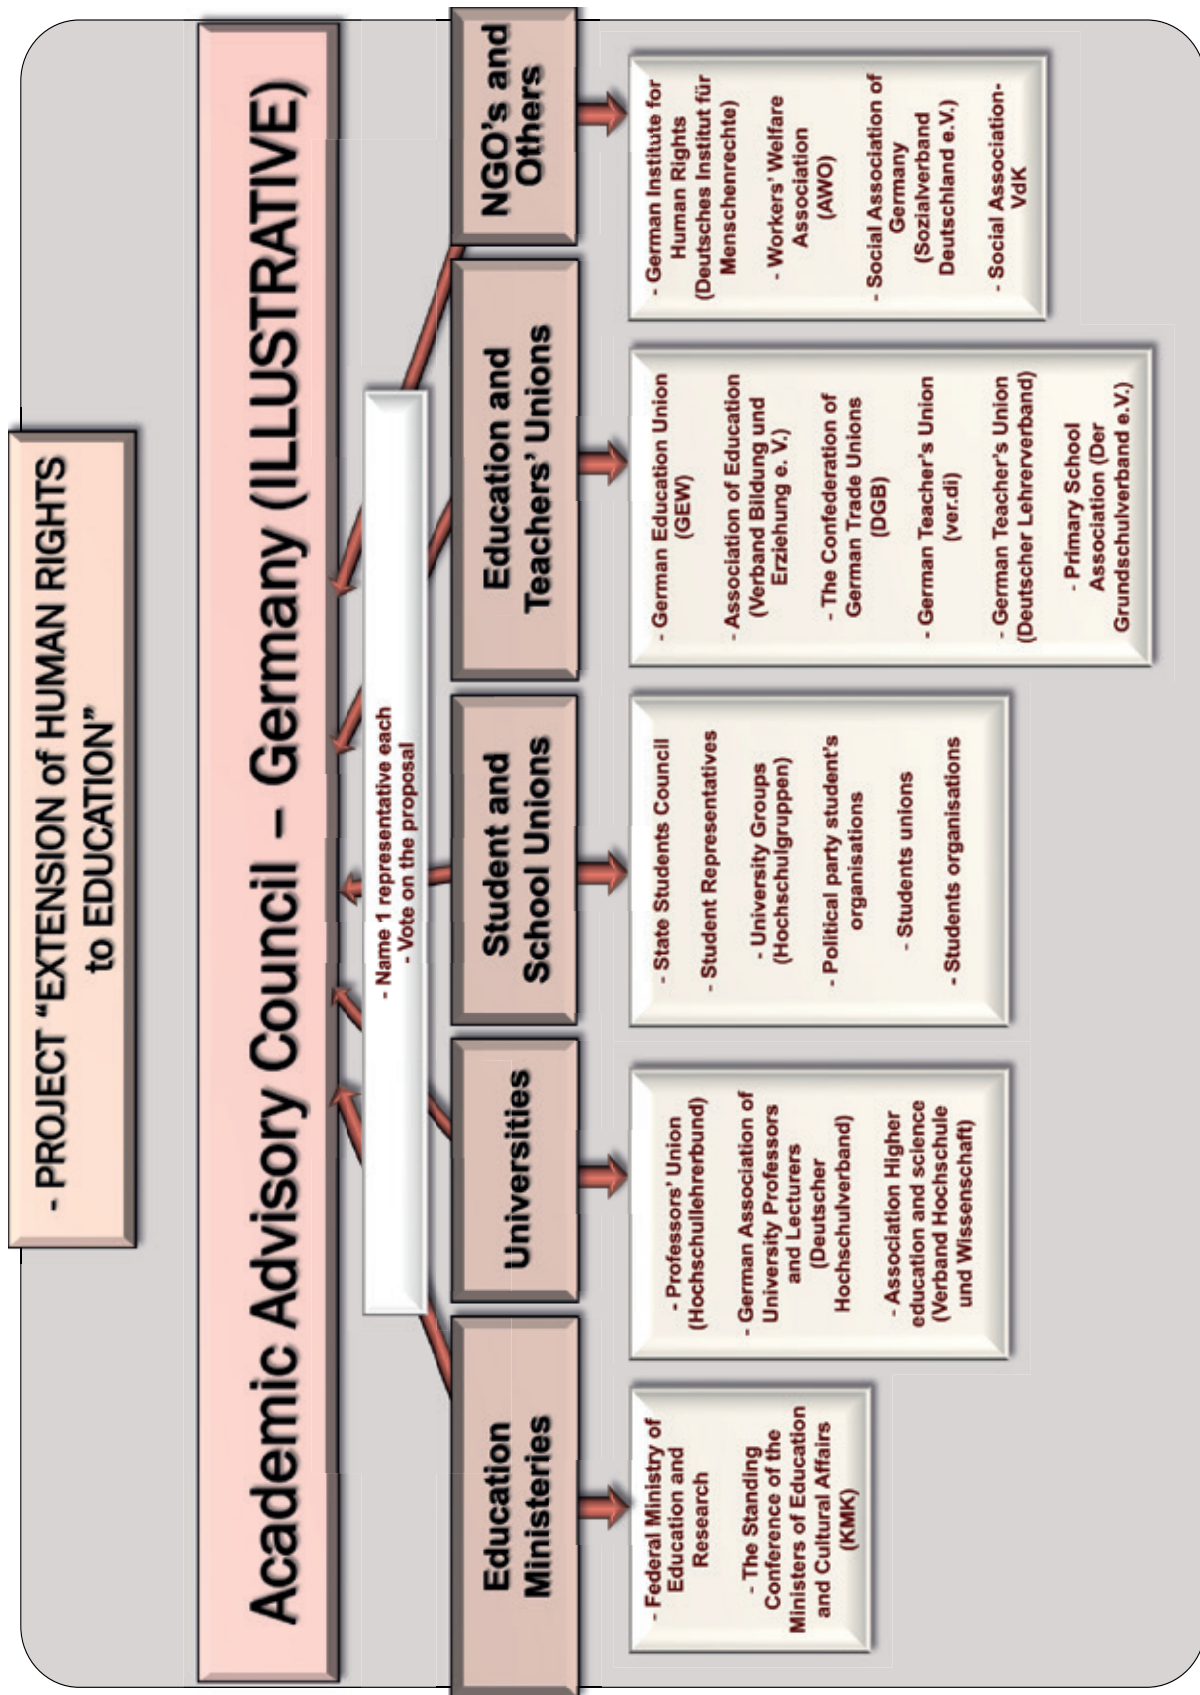 - PROJECT “EXTENSION of HUMAN RIGHTS
to EDUCATION”
Academic Advisory Council – Germany (ILLUSTRATIVE)
- Name 1 representative each
- Vote on the proposal
Education
Ministeries
Universities
Student and
School Unions
Education and
Teachers’ Unions
NGO’s and
Others
- Federal Ministry of
Education and
Research
- The Standing
Conference of the
Ministers of Education
and Cultural Affairs
(KMK)
- Professors’ Union
(Hochschullehrerbund)
- German Association of
University Professors
and Lecturers
(Deutscher
Hochschulverband)
- Association Higher
education and science
(Verband Hochschule
und Wissenschaft)
- State Students Council
- Student Representatives
- University Groups
(Hochschulgruppen)
- Political party student’s
organisations
- Students unions
- Students organisations
- German Education Union
(GEW)
- Association of Education
(Verband Bildung und
Erziehung e. V.)
- The Confederation of
German Trade Unions
(DGB)
- German Teacher’s Union
(ver.di)
- German Teacher’s Union
(Deutscher Lehrerverband)
- Primary School
Association (Der
Grundschulverband e.V.)
- German Institute for
Human Rights
(Deutsches Institut für
Menschenrechte)
- Workers’ Welfare
Association
(AWO)
- Social Association of
Germany
(Sozialverband
Deutschland e.V.)
- Social Association-
VdK